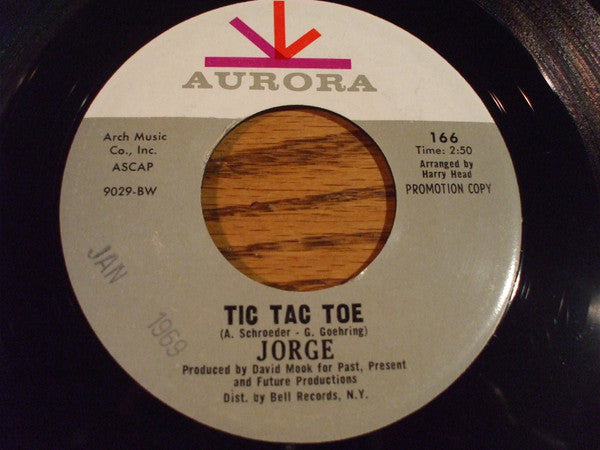 AURORA
Arch Music
Co., Inc.
ASCAP
9029-BW
166
Time: 2:50
Arranged by
Harry Head
PROMOTION COPY
JAN 1969
TIC TAC TOE
(A. Schroeder - G. Goehring)
JORGE
Produced by David Mook for Past, Present
and Future Productions
Dist. by Bell Records, N.Y.